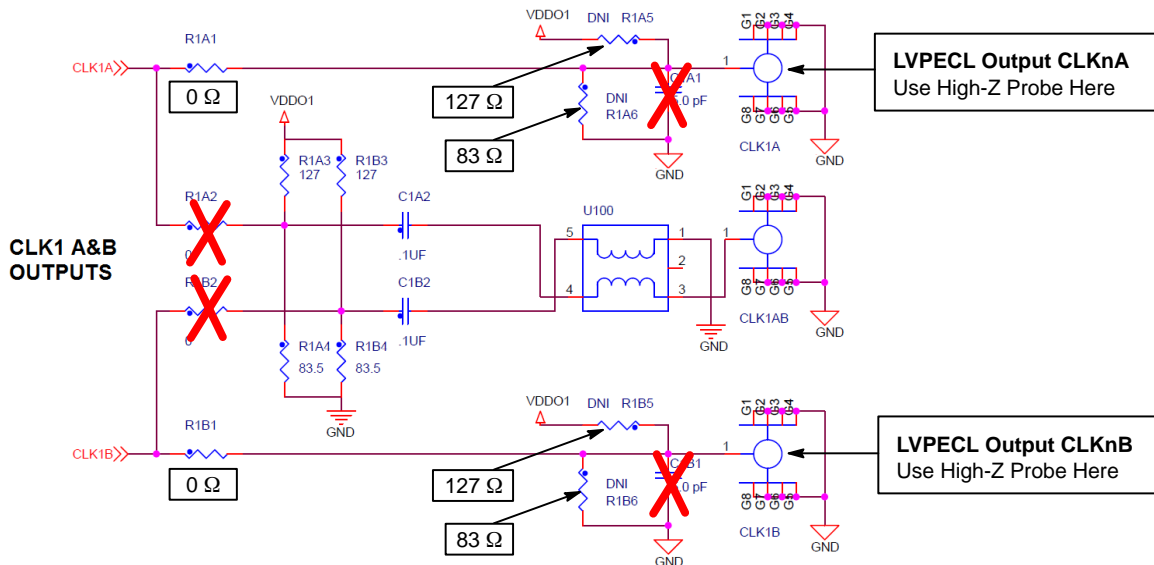 VDDO1
DNI R1A5
G1
G2
G3
G4
R1A1
CLK1A
0 Ω
127 Ω
83 Ω
DNI
R1A6
1
G8
G7
G6
G5
CLK1A
GND
GND
LVPECL Output CLKnA
Use High-Z Probe Here
VDDO1
R1A3
127
R1B3
127
R1A2
C1A2
.1UF
U100
5
4
1
2
3
1
G1
G2
G3
G4
G8
G7
G6
G5
CLK1AB
GND
GND
CLK1 A&B
OUTPUTS
C1B2
.1UF
R1A4
83.5
R1B4
83.5
GND
VDDO1
DNI R1B5
R1B1
CLK1B
0 Ω
127 Ω
83 Ω
DNI
R1B6
1
G1
G2
G3
G4
G8
G7
G6
G5
CLK1B
GND
GND
LVPECL Output CLKnB
Use High-Z Probe Here